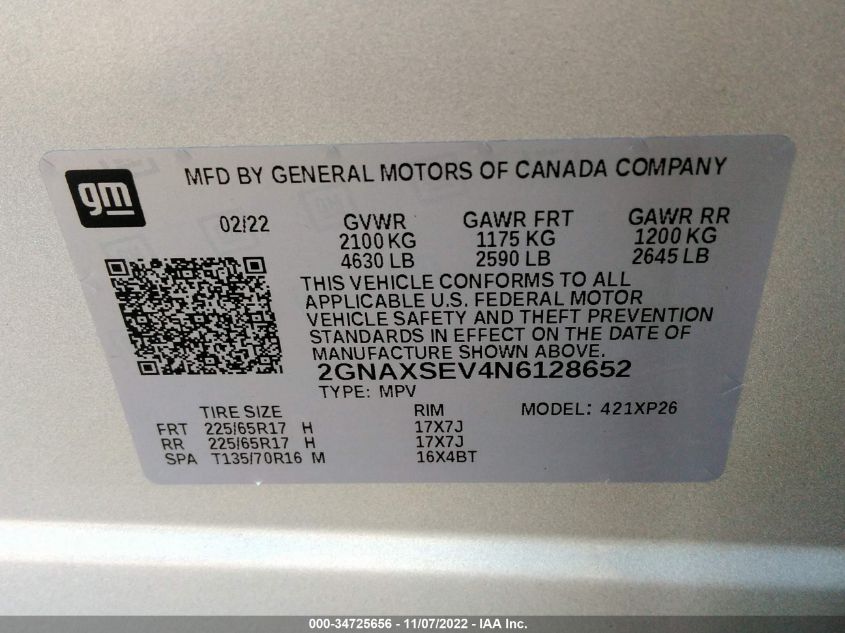 gm
MFD BY GENERAL MOTORS OF CANADA COMPANY
02/22 GVWR GAWR FRT GAWR RR
2100 KG 1175 KG 1200 KG
4630 LB 2590 LB 2645 LB
THIS VEHICLE CONFORMS TO ALL
APPLICABLE U.S. FEDERAL MOTOR
VEHICLE SAFETY AND THEFT PREVENTION
STANDARDS IN EFFECT ON THE DATE OF
MANUFACTURE SHOWN ABOVE.
2GNAXSEV4N6128652
TYPE: MPV
TIRE SIZE RIM MODEL: 421XP26
FRT 225/65R17 H 17X7J
RR 225/65R17 H 17X7J
SPA T135/70R16 M 16X4BT
000-34725656 - 11/07/2022 - IAA Inc.